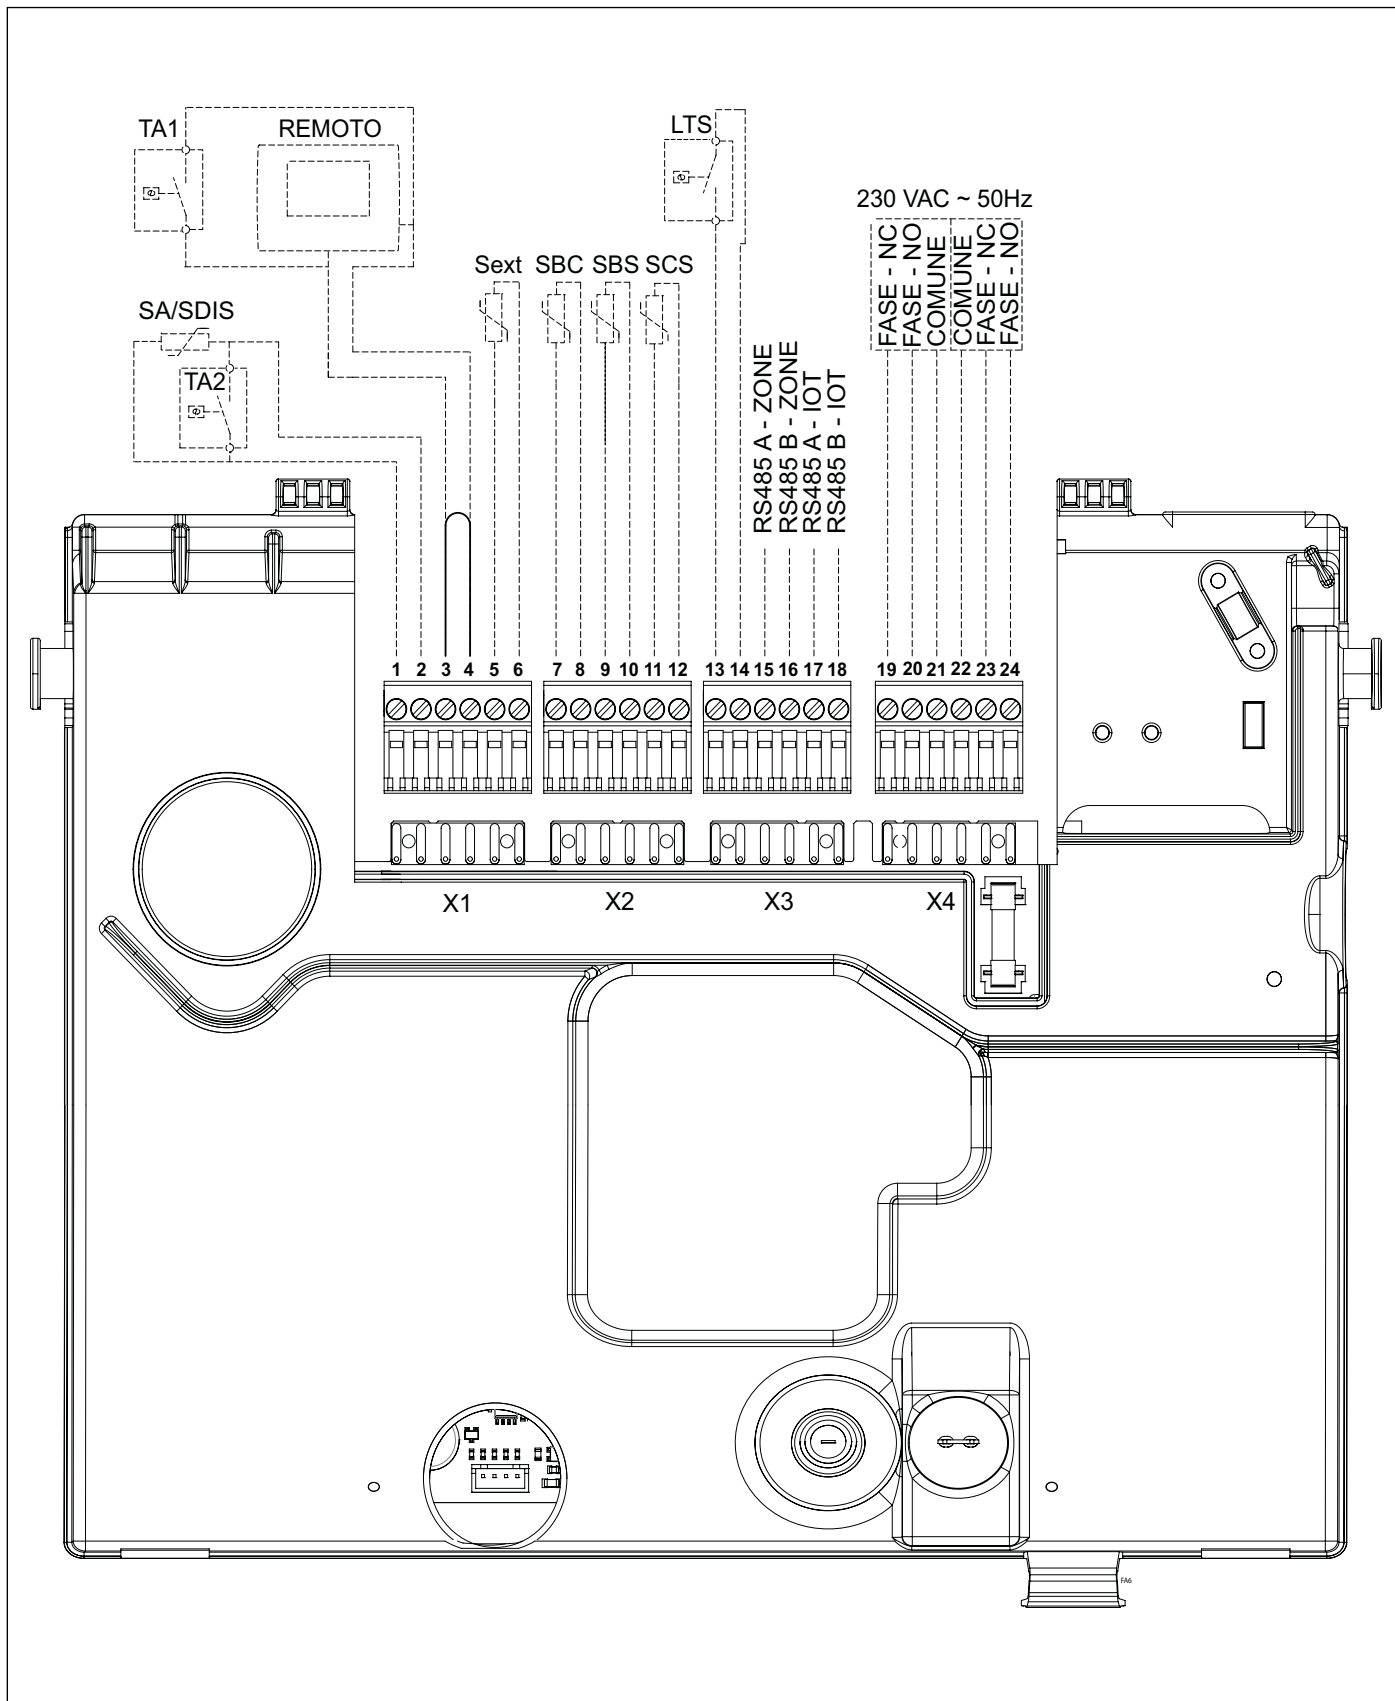 TA1
REMOTO
LTS
230 VAC ~ 50Hz
FASE - NC
FASE - NO
COMUNE
COMUNE
FASE - NC
FASE - NO
Sext
SBC
SBS
SCS
SA/SDIS
TA2
RS485 A - ZONE
RS485 B - ZONE
RS485 A - IOT
RS485 B - IOT
1 2 3 4 5 6 7 8 9 10 11 12 13 14 15 16 17 18 19 20 21 22 23 24
X1
X2
X3
X4
FA6